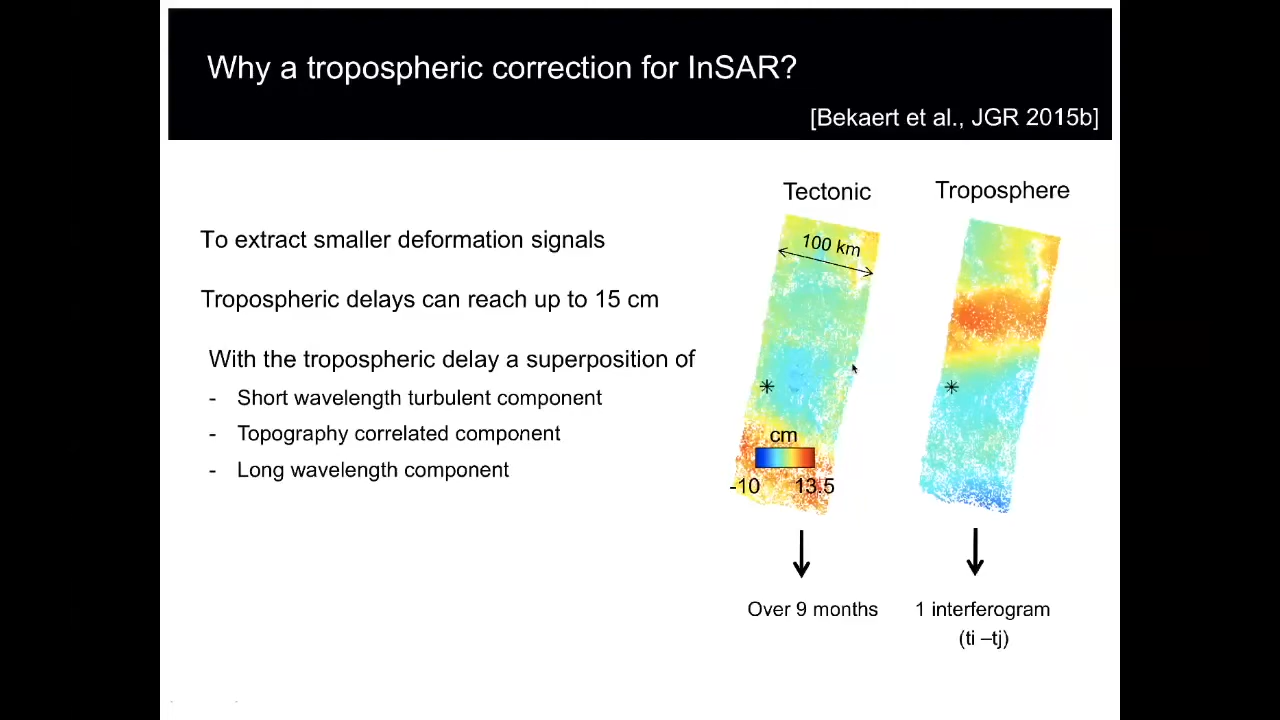 Why a tropospheric correction for InSAR?
[Bekaert et al., JGR 2015b]
To extract smaller deformation signals
Tropospheric delays can reach up to 15 cm
With the tropospheric delay a superposition of
- Short wavelength turbulent component
- Topography correlated component
- Long wavelength component
Tectonic
100 km
cm
-10 13.5
Over 9 months
Troposphere
1 interferogram
(ti –tj)